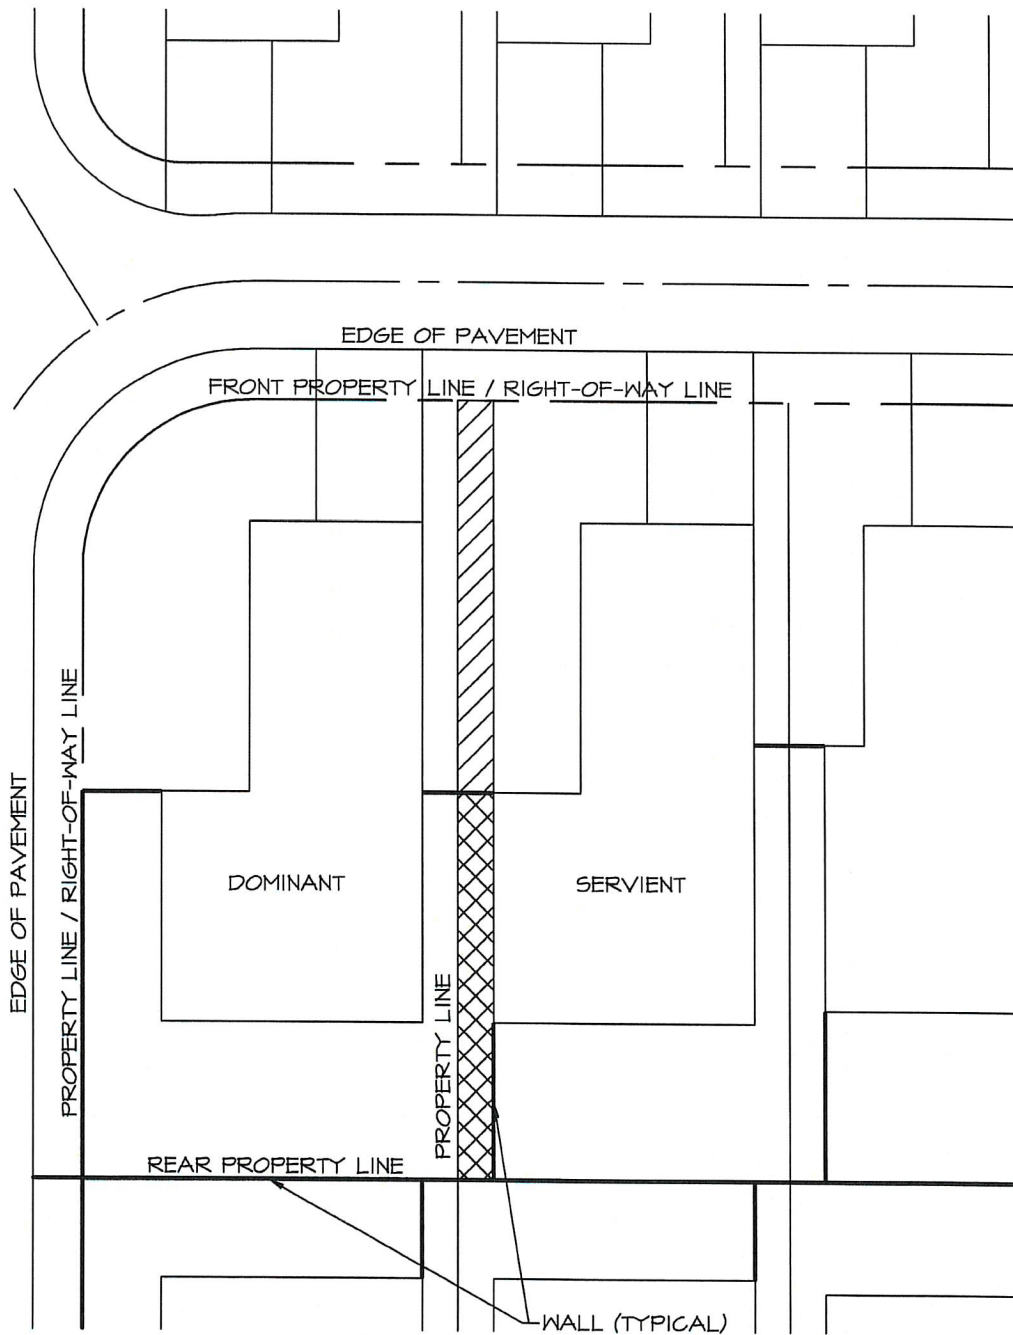 EDGE OF PAVEMENT
FRONT PROPERTY LINE / RIGHT-OF-WAY LINE
EDGE OF PAVEMENT
PROPERTY LINE / RIGHT-OF-WAY LINE
DOMINANT
SERVIENT
PROPERTY LINE
REAR PROPERTY LINE
WALL (TYPICAL)